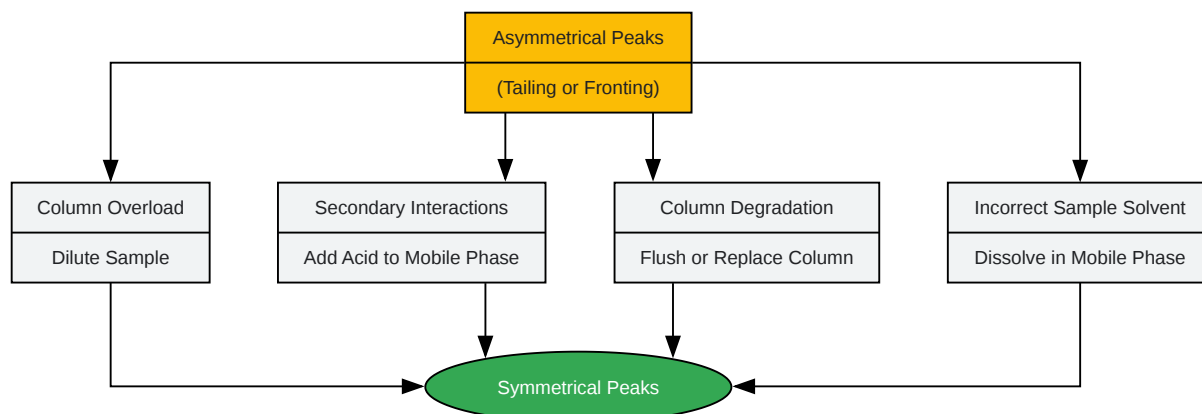 Asymmetrical Peaks
(Tailing or Fronting)
Column Overload
Dilute Sample
Secondary Interactions
Add Acid to Mobile Phase
Column Degradation
Flush or Replace Column
Incorrect Sample Solvent
Dissolve in Mobile Phase
Symmetrical Peaks